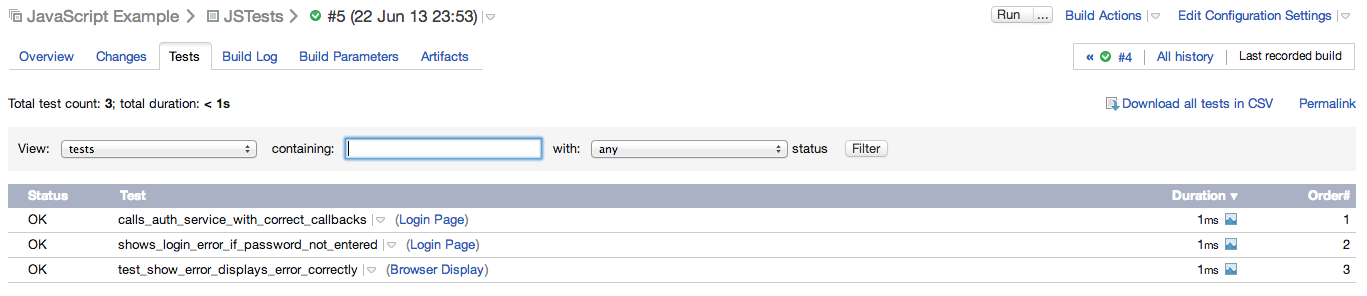 JavaScript Example JSTests #5 (22 Jun 13 23:53) Run ... Build Actions Edit Configuration Settings
Overview Changes Tests Build Log Build Parameters Artifacts « #4 All history Last recorded build
Total test count: 3; total duration: < 1s Download all tests in CSV Permalink
View: tests containing: with: any status Filter
Status Test Duration ▼ Order#
OK calls_auth_service_with_correct_callbacks (Login Page) 1ms 1
OK shows_login_error_if_password_not_entered (Login Page) 1ms 2
OK test_show_error_displays_error_correctly (Browser Display) 1ms 3